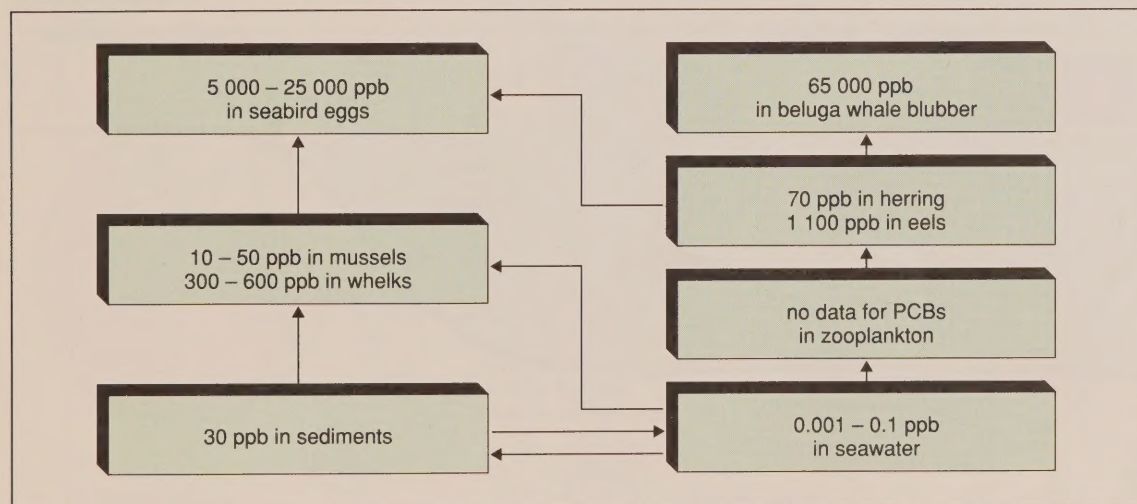 5 000 – 25 000 ppb
in seabird eggs
65 000 ppb
in beluga whale blubber
70 ppb in herring
1 100 ppb in eels
10 – 50 ppb in mussels
300 – 600 ppb in whelks
no data for PCBs
in zooplankton
30 ppb in sediments
0.001 – 0.1 ppb
in seawater